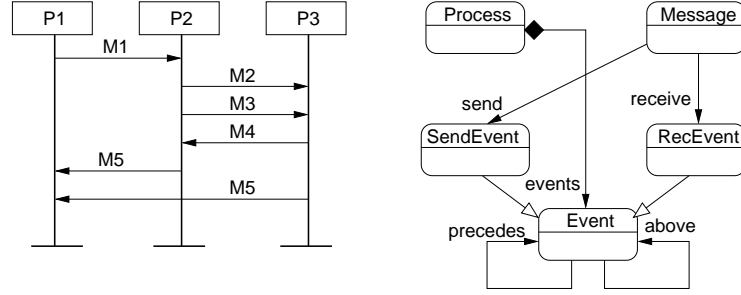 P1 P2 P3
M1
M2
M3
M4
M5
M5
Process Message
send
receive
SendEvent RecEvent
events
Event
precedes above